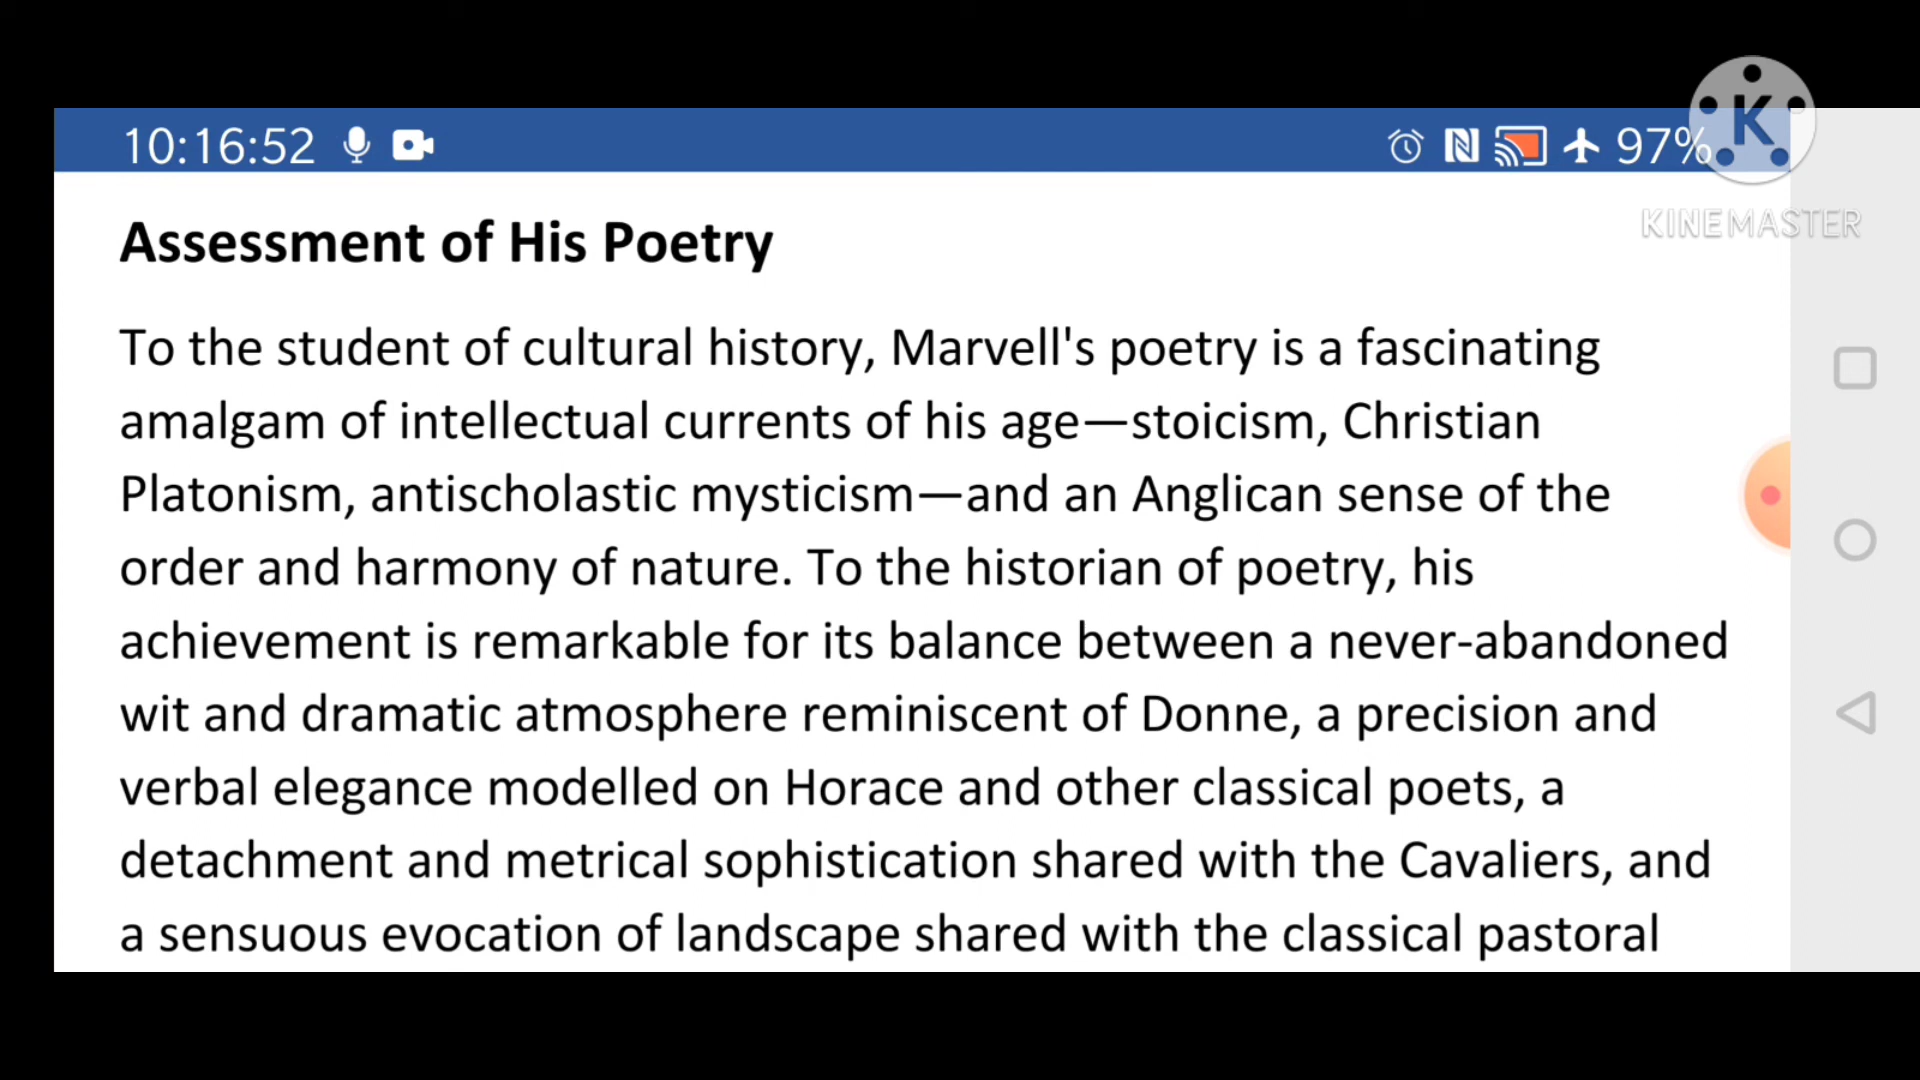 10:16:52 97%
K
KINEMASTER
Assessment of His Poetry
To the student of cultural history, Marvell's poetry is a fascinating
amalgam of intellectual currents of his age—stoicism, Christian
Platonism, antischolastic mysticism—and an Anglican sense of the
order and harmony of nature. To the historian of poetry, his
achievement is remarkable for its balance between a never-abandoned
wit and dramatic atmosphere reminiscent of Donne, a precision and
verbal elegance modelled on Horace and other classical poets, a
detachment and metrical sophistication shared with the Cavaliers, and
a sensuous evocation of landscape shared with the classical pastoral